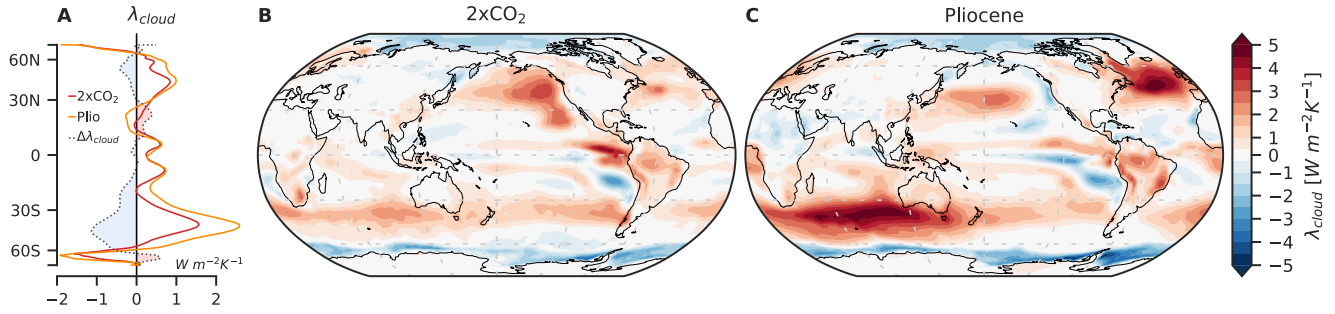 A
λcloud
60N
30N
0
30S
60S
2xCO₂
Plio
Δλcloud
W m⁻²K⁻¹
−2
−1
0
1
2
B
2xCO₂
C
Pliocene
5
4
3
2
1
0
−1
−2
−3
−4
−5
λcloud [W m⁻²K⁻¹]